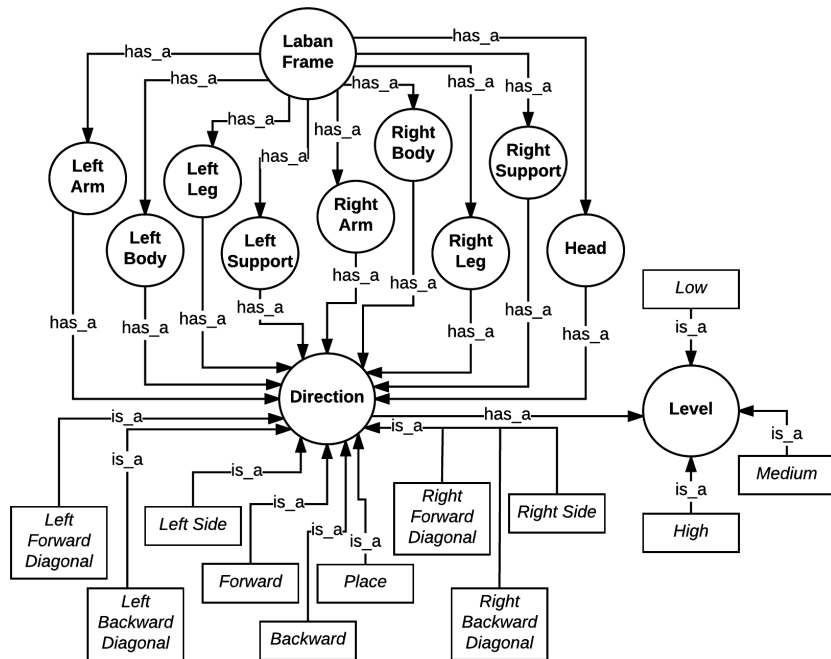 Laban
Frame
has_a
has_a
has_a
has_a
has_a
has_a
has_a
has_a
has_a
Left
Arm
Left
Body
Left
Leg
Left
Support
Right
Arm
Right
Body
Right
Leg
Right
Support
Head
has_a
has_a
has_a
has_a
has_a
has_a
has_a
has_a
has_a
Low
is_a
Direction
has_a
Level
is_a
Medium
is_a
High
is_a
is_a
is_a
is_a
is_a
is_a
is_a
Left
Forward
Diagonal
Left
Backward
Diagonal
Left Side
Forward
Backward
Place
Right
Forward
Diagonal
Right
Backward
Diagonal
Right Side